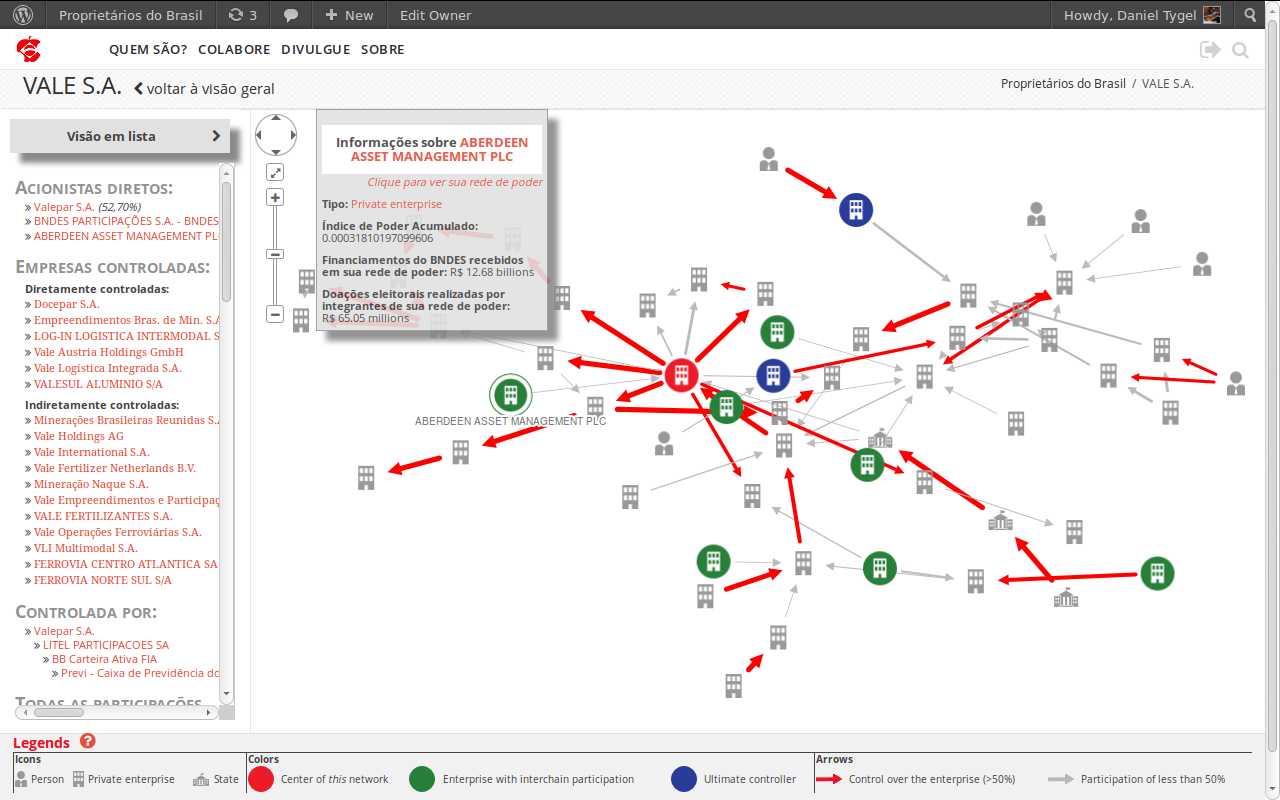 Proprietários do Brasil 3 New Edit Owner Howdy, Daniel Tygel
QUEM SÃO? COLABORE DIVULGUE SOBRE
VALE S.A. voltar à visão geral Proprietários do Brasil / VALE S.A.
Visão em lista
ACIONISTAS DIRETOS:
» Valepar S.A. (52,70%)
» BNDES PARTICIPAÇÕES S.A. - BNDES
» ABERDEEN ASSET MANAGEMENT PL
EMPRESAS CONTROLADAS:
Diretamente controladas:
» Docepar S.A.
» Empreendimentos Bras. de Min. S.A
» LOG-IN LOGISTICA INTERMODAL S
» Vale Austria Holdings GmbH
» Vale Logística Integrada S.A.
» VALESUL ALUMINIO S/A
Indiretamente controladas:
» Minerações Brasileiras Reunidas S.A
» Vale Holdings AG
» Vale International S.A.
» Vale Fertilizer Netherlands B.V.
» Mineração Naque S.A.
» Vale Empreendimentos e Participaç
» VALE FERTILIZANTES S.A.
» Vale Operações Ferroviárias S.A.
» VLI Multimodal S.A.
» FERROVIA CENTRO ATLANTICA SA
» FERROVIA NORTE SUL S/A
CONTROLADA POR:
» Valepar S.A.
» LITEL PARTICIPACOES SA
» BB Carteira Ativa FIA
» Previ - Caixa de Previdência do
TODAS AS PARTICIPAÇÕES
Informações sobre ABERDEEN
ASSET MANAGEMENT PLC
Clique para ver sua rede de poder
Tipo: Private enterprise
Índice de Poder Acumulado:
0.00031810197099606
Financiamentos do BNDES recebidos
em sua rede de poder: R$ 12.68 billions
Doações eleitorais realizadas por
integrantes de sua rede de poder:
R$ 65.05 millions
ABERDEEN ASSET MANAGEMENT PLC
Legends ?
Icons
Person Private enterprise State
Colors
Center of this network Enterprise with interchain participation Ultimate controller
Arrows
Control over the enterprise (>50%) Participation of less than 50%